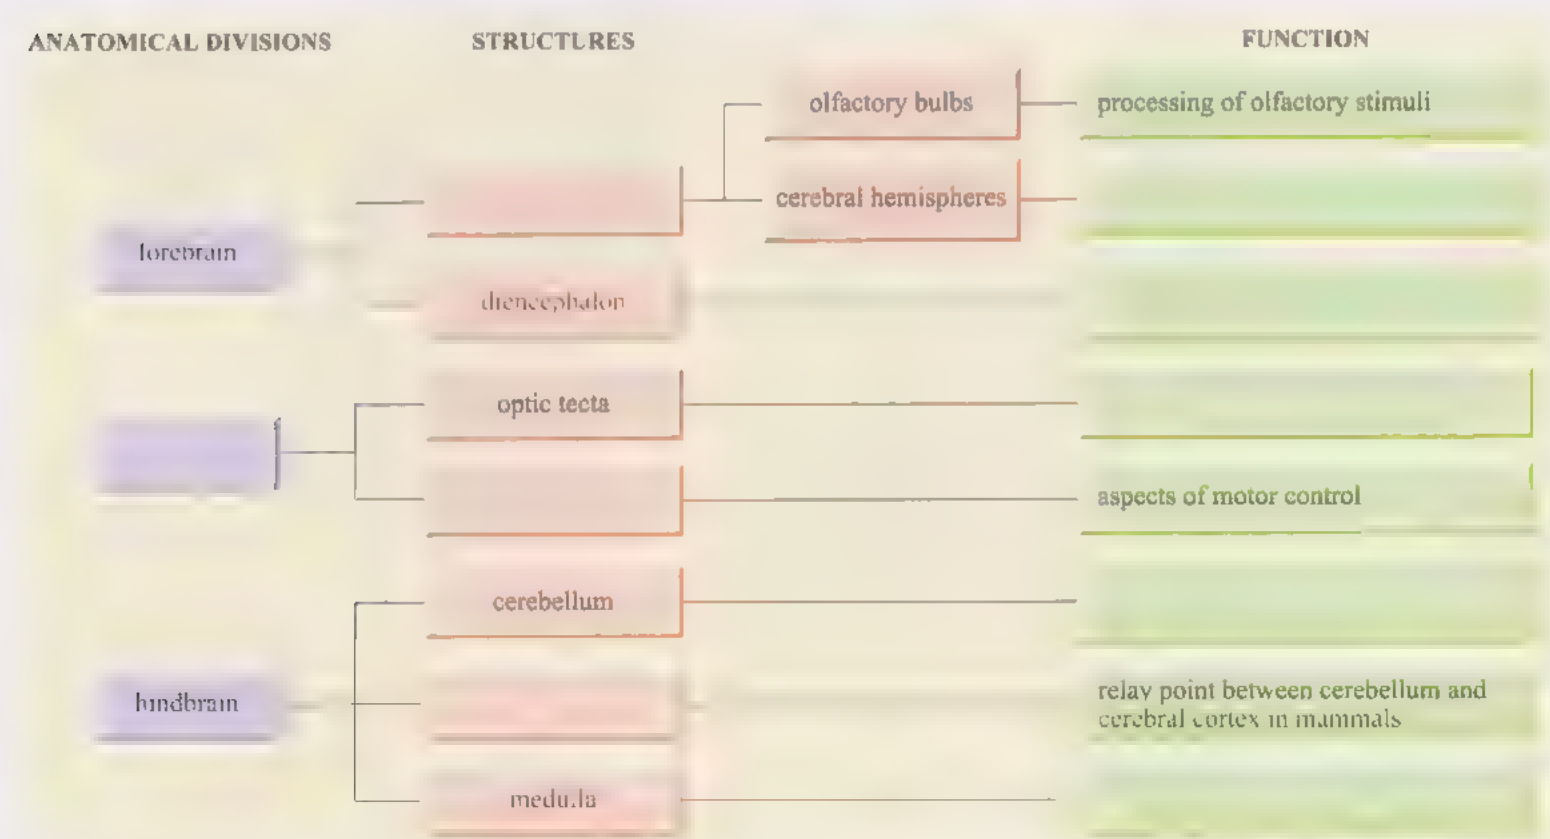 ANATOMICAL DIVISIONS
STRUCTURES
FUNCTION
olfactory bulbs
processing of olfactory stimuli
cerebral hemispheres
forebrain
diencephalon
optic tecta
aspects of motor control
cerebellum
hindbrain
relay point between cerebellum and
cerebral cortex in mammals
medulla